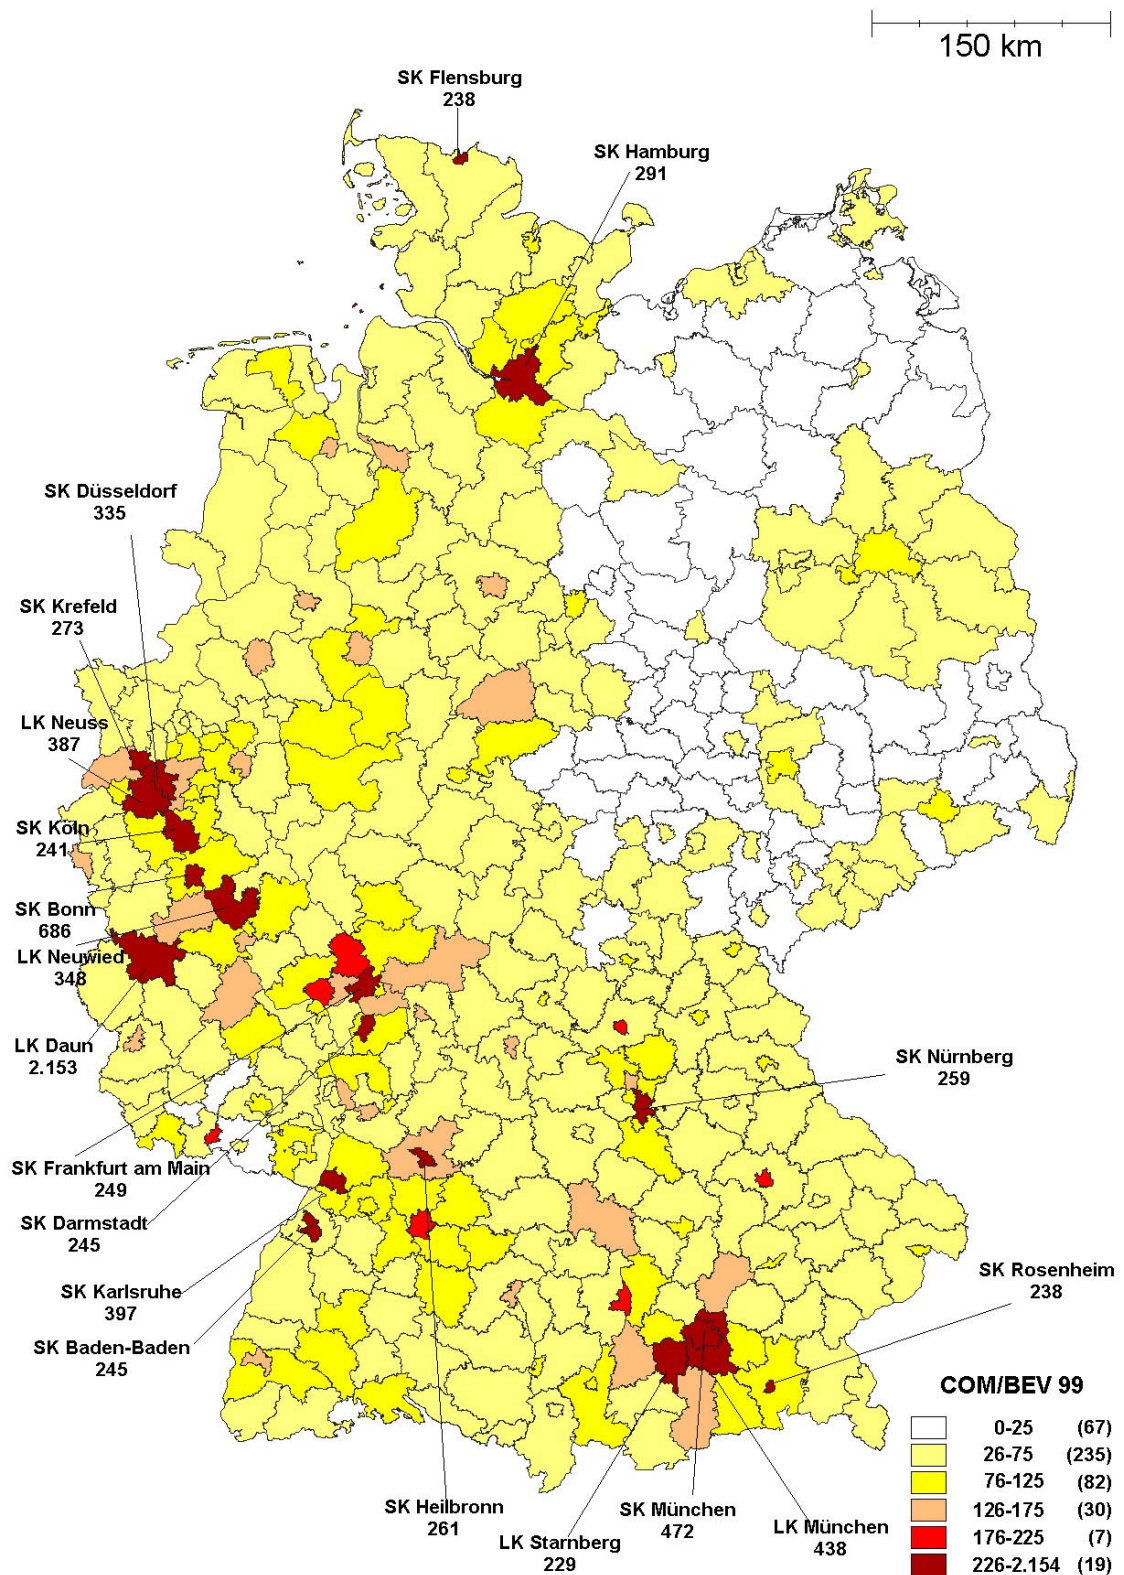 150 km
SK Flensburg
238
SK Hamburg
291
SK Düsseldorf
335
SK Krefeld
273
LK Neuss
387
SK Köln
241
SK Bonn
686
LK Neuwied
348
LK Daun
2.153
SK Nürnberg
259
SK Frankfurt am Main
249
SK Darmstadt
245
SK Karlsruhe
397
SK Baden-Baden
245
SK Rosenheim
238
SK Heilbronn
261
LK Starnberg
229
SK München
472
LK München
438
COM/BEV 99
0-25 (67)
26-75 (235)
76-125 (82)
126-175 (30)
176-225 (7)
226-2.154 (19)